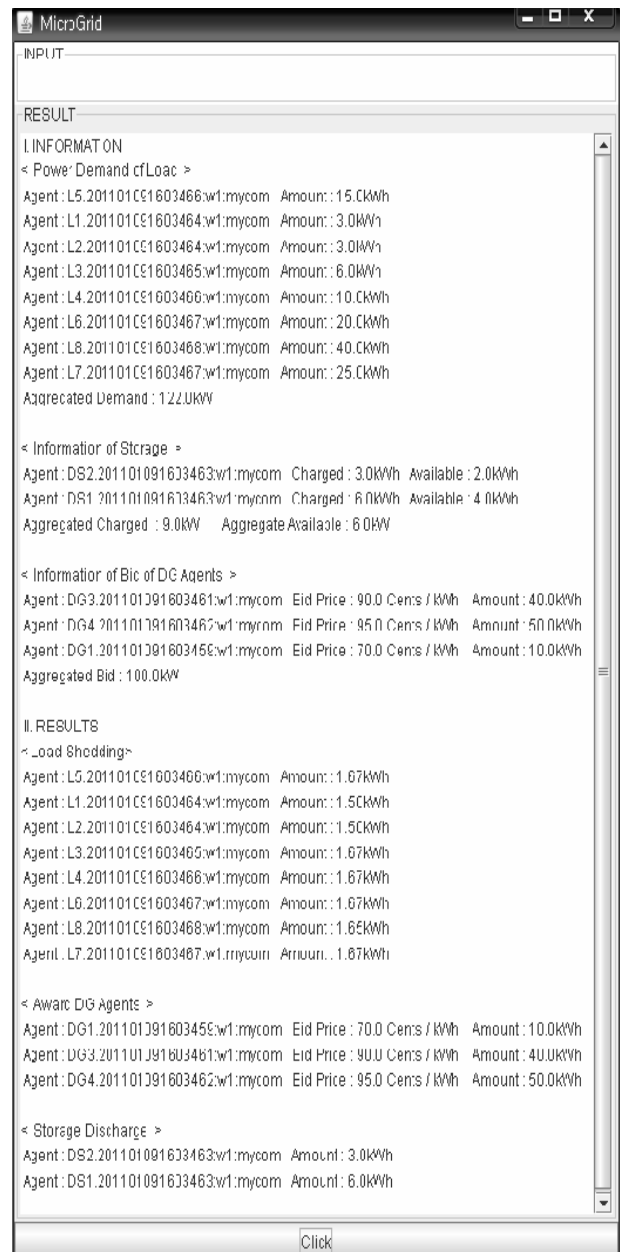 MicroGrid
INPUT
RESULT
I. INFORMATION
< Power Demand of Load >
Agent : L5.201101091603466:w1:mycom Amount : 15.0kWh
Agent : L1.201101091603464:w1:mycom Amount : 3.0kWh
Agent : L2.201101091603464:w1:mycom Amount : 3.0kWh
Agent : L3.201101091603465:w1:mycom Amount : 6.0kWh
Agent : L4.201101091603466:w1:mycom Amount : 10.0kWh
Agent : L6.201101091603467:w1:mycom Amount : 20.0kWh
Agent : L8.201101091603468:w1:mycom Amount : 40.0kWh
Agent : L7.201101091603467:w1:mycom Amount : 25.0kWh
Aggregated Demand : 122.0kW
< Information of Storage >
Agent : DS2.201101091603463:w1:mycom Charged : 3.0kWh Available : 2.0kWh
Agent : DS1.201101091603463:w1:mycom Charged : 6.0kWh Available : 4.0kWh
Aggregated Charged : 9.0kW Aggregate Available : 6.0kW
< Information of Bid of DG Agents >
Agent : DG3.201101091603461:w1:mycom Bid Price : 90.0 Cents / kWh Amount : 40.0kWh
Agent : DG4.201101091603462:w1:mycom Bid Price : 95.0 Cents / kWh Amount : 50.0kWh
Agent : DG1.201101091603459:w1:mycom Bid Price : 70.0 Cents / kWh Amount : 10.0kWh
Aggregated Bid : 100.0kW
II. RESULTS
<Load Shedding>
Agent : L5.201101091603466:w1:mycom Amount : 1.67kWh
Agent : L1.201101091603464:w1:mycom Amount : 1.50kWh
Agent : L2.201101091603464:w1:mycom Amount : 1.50kWh
Agent : L3.201101091603465:w1:mycom Amount : 1.67kWh
Agent : L4.201101091603466:w1:mycom Amount : 1.67kWh
Agent : L6.201101091603467:w1:mycom Amount : 1.67kWh
Agent : L8.201101091603468:w1:mycom Amount : 1.65kWh
Agent : L7.201101091603467:w1:mycom Amount : 1.67kWh
< Award DG Agents >
Agent : DG1.201101091603459:w1:mycom Bid Price : 70.0 Cents / kWh Amount : 10.0kWh
Agent : DG3.201101091603461:w1:mycom Bid Price : 90.0 Cents / kWh Amount : 40.0kWh
Agent : DG4.201101091603462:w1:mycom Bid Price : 95.0 Cents / kWh Amount : 50.0kWh
< Storage Discharge >
Agent : DS2.201101091603463:w1:mycom Amount : 3.0kWh
Agent : DS1.201101091603463:w1:mycom Amount : 6.0kWh
Click